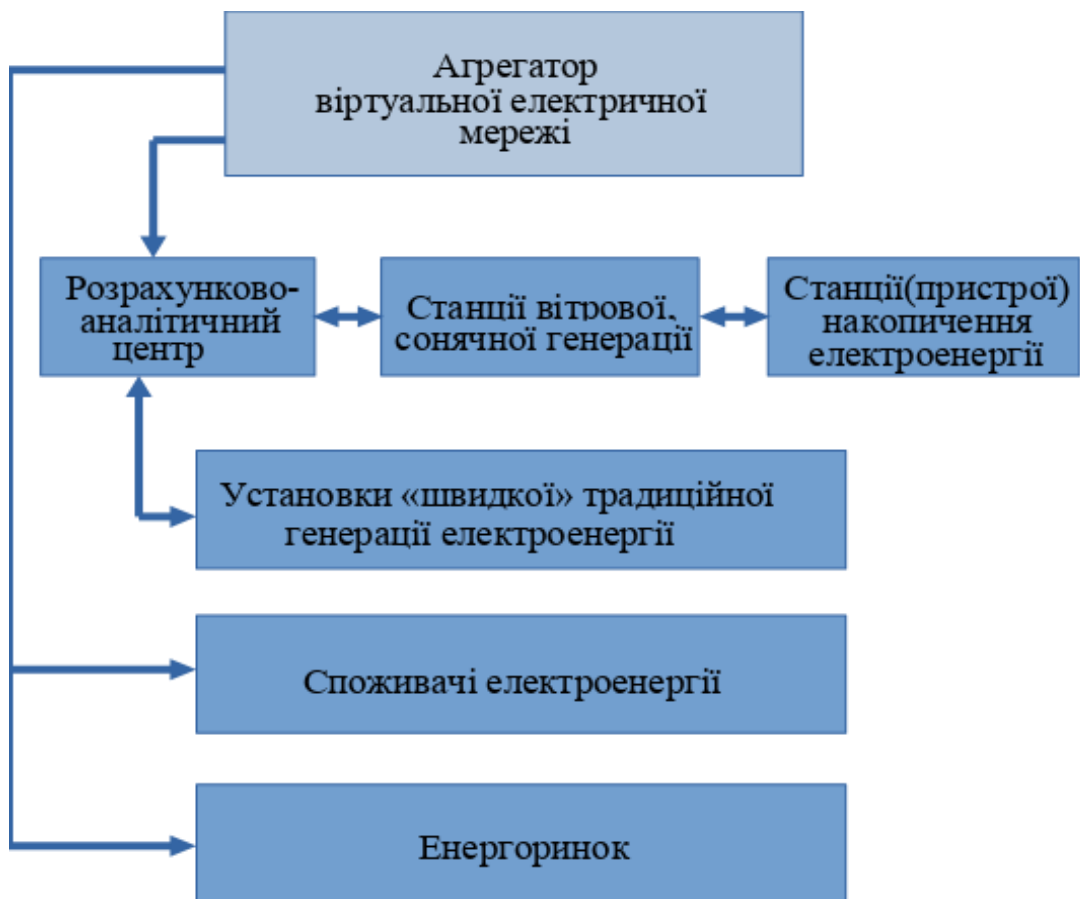 Агрегатор
віртуальної електричної
мережі
Розрахунково-
аналітичний
центр
Станції вітрової,
сонячної генерації
Станції(пристрої)
накопичення
електроенергії
Установки «швидкої» традиційної
генерації електроенергії
Споживачі електроенергії
Енергоринок